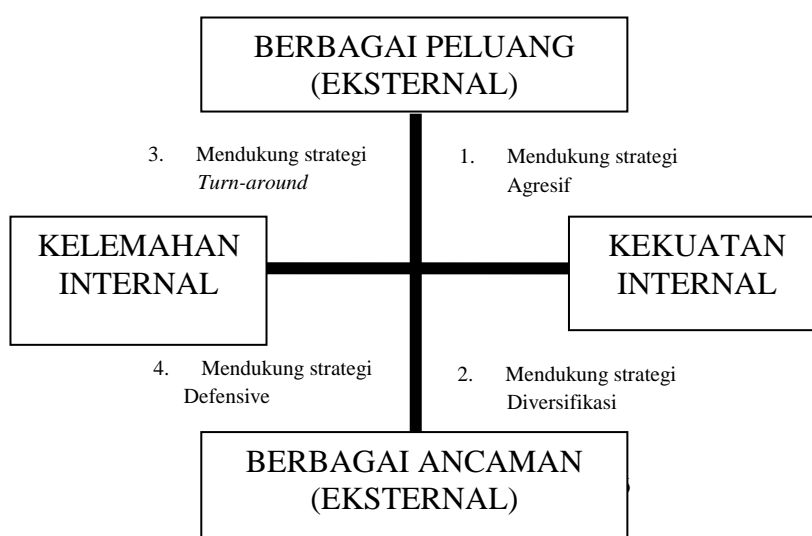 BERBAGAI PELUANG
(EKSTERNAL)
3. Mendukung strategi
Turn-around
1. Mendukung strategi
Agresif
KELEMAHAN
INTERNAL
KEKUATAN
INTERNAL
4. Mendukung strategi
Defensive
2. Mendukung strategi
Diversifikasi
BERBAGAI ANCAMAN
(EKSTERNAL)